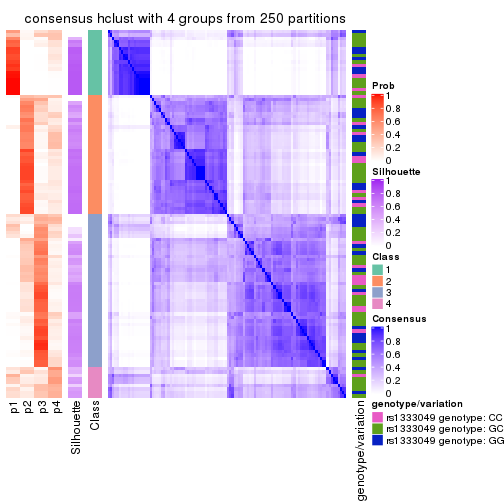 consensus hclust with 4 groups from 250 partitions
Prob
1
0.8
0.6
0.4
0.2
0
Silhouette
1
0.8
0.6
0.4
0.2
0
Class
1
2
3
4
Consensus
1
0.8
0.6
0.4
0.2
0
genotype/variation
rs1333049 genotype: CC
rs1333049 genotype: GC
rs1333049 genotype: GG
p1
p2
p3
p4
Silhouette
Class
genotype/variation